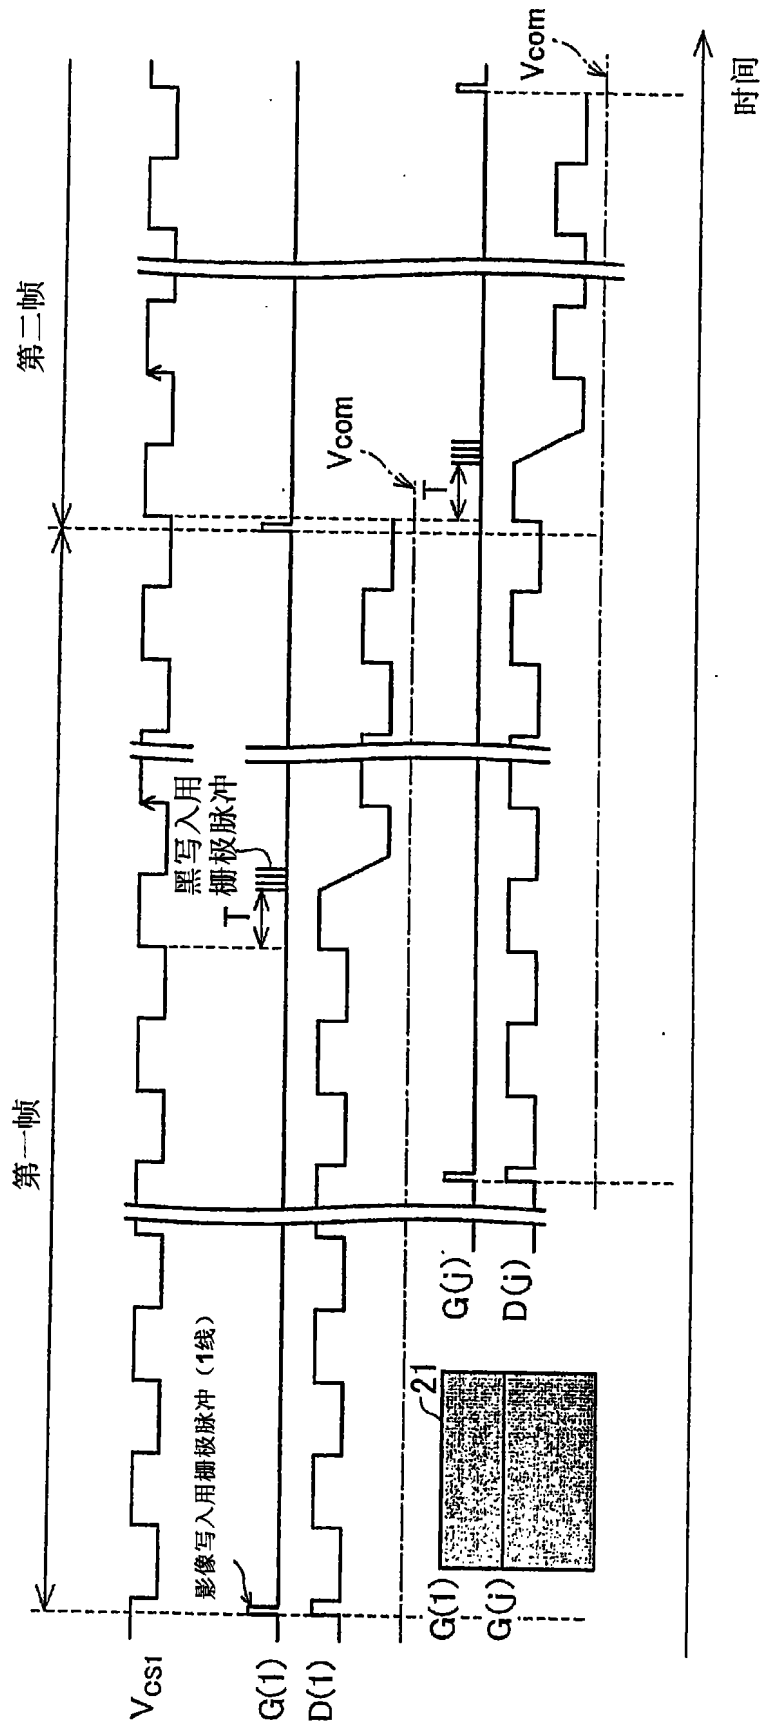 第一帧
第二帧
VCS1
影像写入用栅极脉冲（1线）
黑写入用
栅极脉冲
T
G(1)
D(1)
Vcom
T
G(j)
D(j)
Vcom
21
G(1)
G(j)
时间